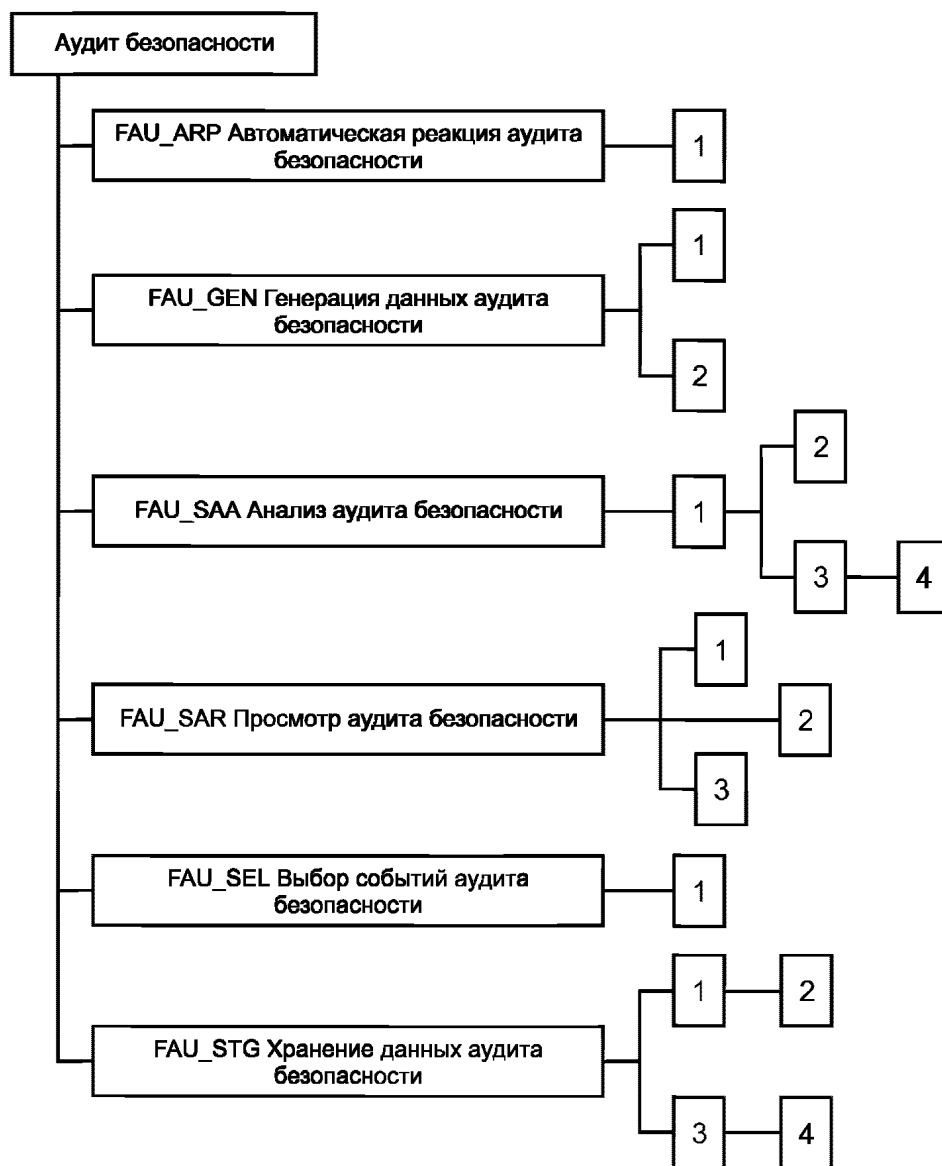 Аудит безопасности
FAU_ARP Автоматическая реакция аудита
безопасности
1
FAU_GEN Генерация данных аудита
безопасности
1
2
FAU_SAA Анализ аудита безопасности
1
2
3
4
FAU_SAR Просмотр аудита безопасности
1
2
3
FAU_SEL Выбор событий аудита
безопасности
1
FAU_STG Хранение данных аудита
безопасности
1
2
3
4